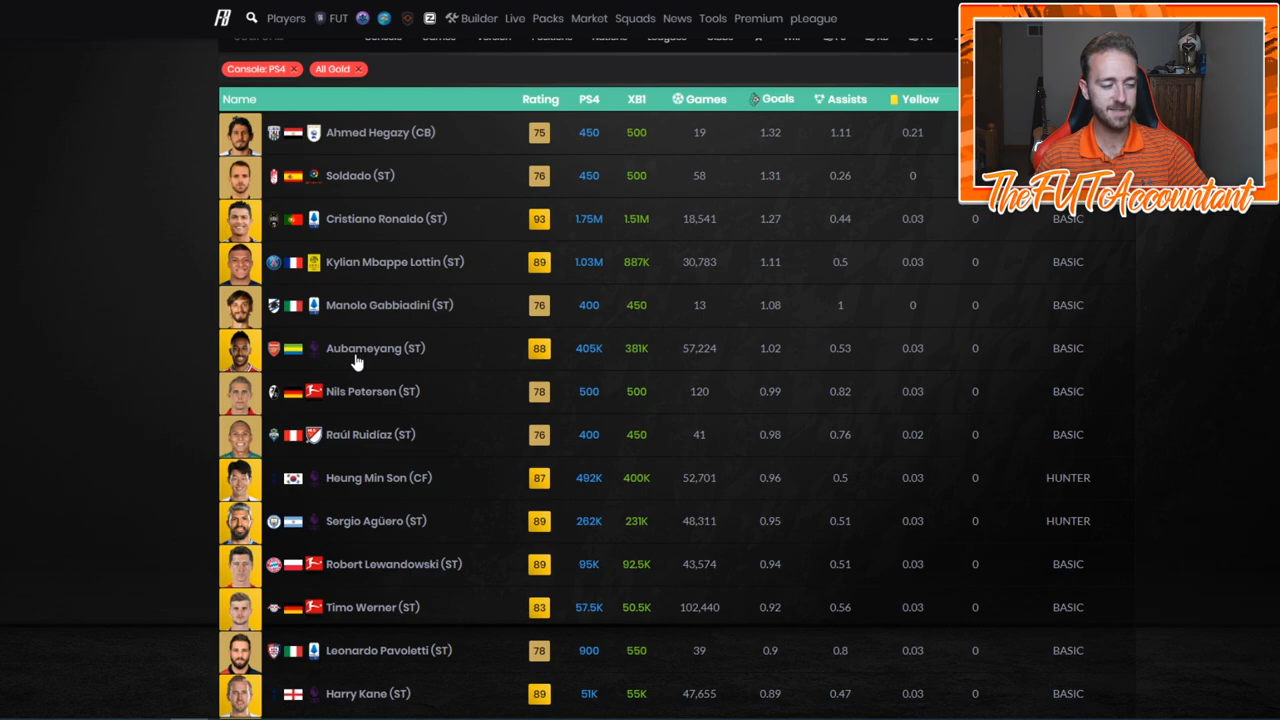 F8 Players FUT Z Builder Live Packs Market Squads News Tools Premium pLeague
Console: PS4 × All Gold ×
Name Rating PS4 XB1 Games Goals Assists Yellow
Ahmed Hegazy (CB) 75 450 500 19 1.32 1.11 0.21
Soldado (ST) 76 450 500 58 1.31 0.26 0
Cristiano Ronaldo (ST) 93 1.75M 1.51M 18,541 1.27 0.44 0.03 0 BASIC
Kylian Mbappe Lottin (ST) 89 1.03M 887K 30,783 1.11 0.5 0.03 0 BASIC
Manolo Gabbiadini (ST) 76 400 450 13 1.08 1 0 0 BASIC
Aubameyang (ST) 88 405K 381K 57,224 1.02 0.53 0.03 0 BASIC
Nils Petersen (ST) 78 500 500 120 0.99 0.82 0.03 0 BASIC
Raúl Ruidíaz (ST) 76 400 450 41 0.98 0.76 0.02 0 BASIC
Heung Min Son (CF) 87 492K 400K 52,701 0.96 0.5 0.03 0 HUNTER
Sergio Agüero (ST) 89 262K 231K 48,311 0.95 0.51 0.03 0 HUNTER
Robert Lewandowski (ST) 89 95K 92.5K 43,574 0.94 0.51 0.03 0 BASIC
Timo Werner (ST) 83 57.5K 50.5K 102,440 0.92 0.56 0.03 0 BASIC
Leonardo Pavoletti (ST) 78 900 550 39 0.9 0.8 0.03 0 BASIC
Harry Kane (ST) 89 51K 55K 47,655 0.89 0.47 0.03 0 BASIC
TheFUTAccountant